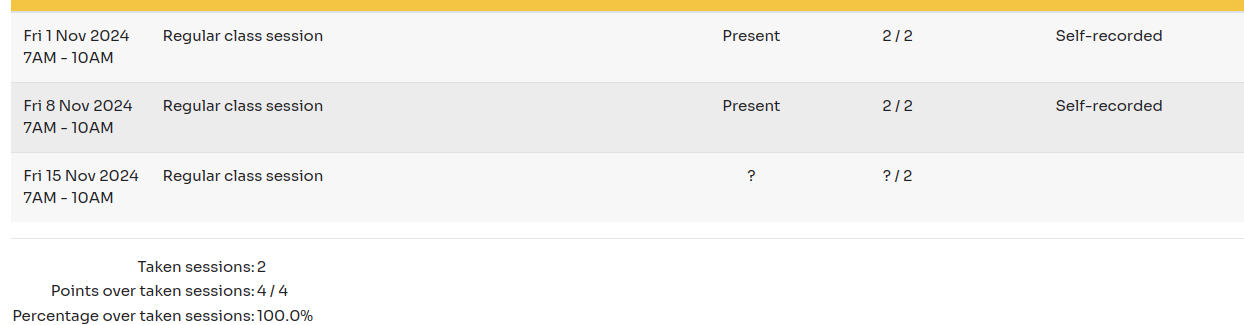 Fri 1 Nov 2024 Regular class session Present 2 / 2 Self-recorded
7AM - 10AM
Fri 8 Nov 2024 Regular class session Present 2 / 2 Self-recorded
7AM - 10AM
Fri 15 Nov 2024 Regular class session ? ? / 2
7AM - 10AM
Taken sessions: 2
Points over taken sessions: 4 / 4
Percentage over taken sessions: 100.0%